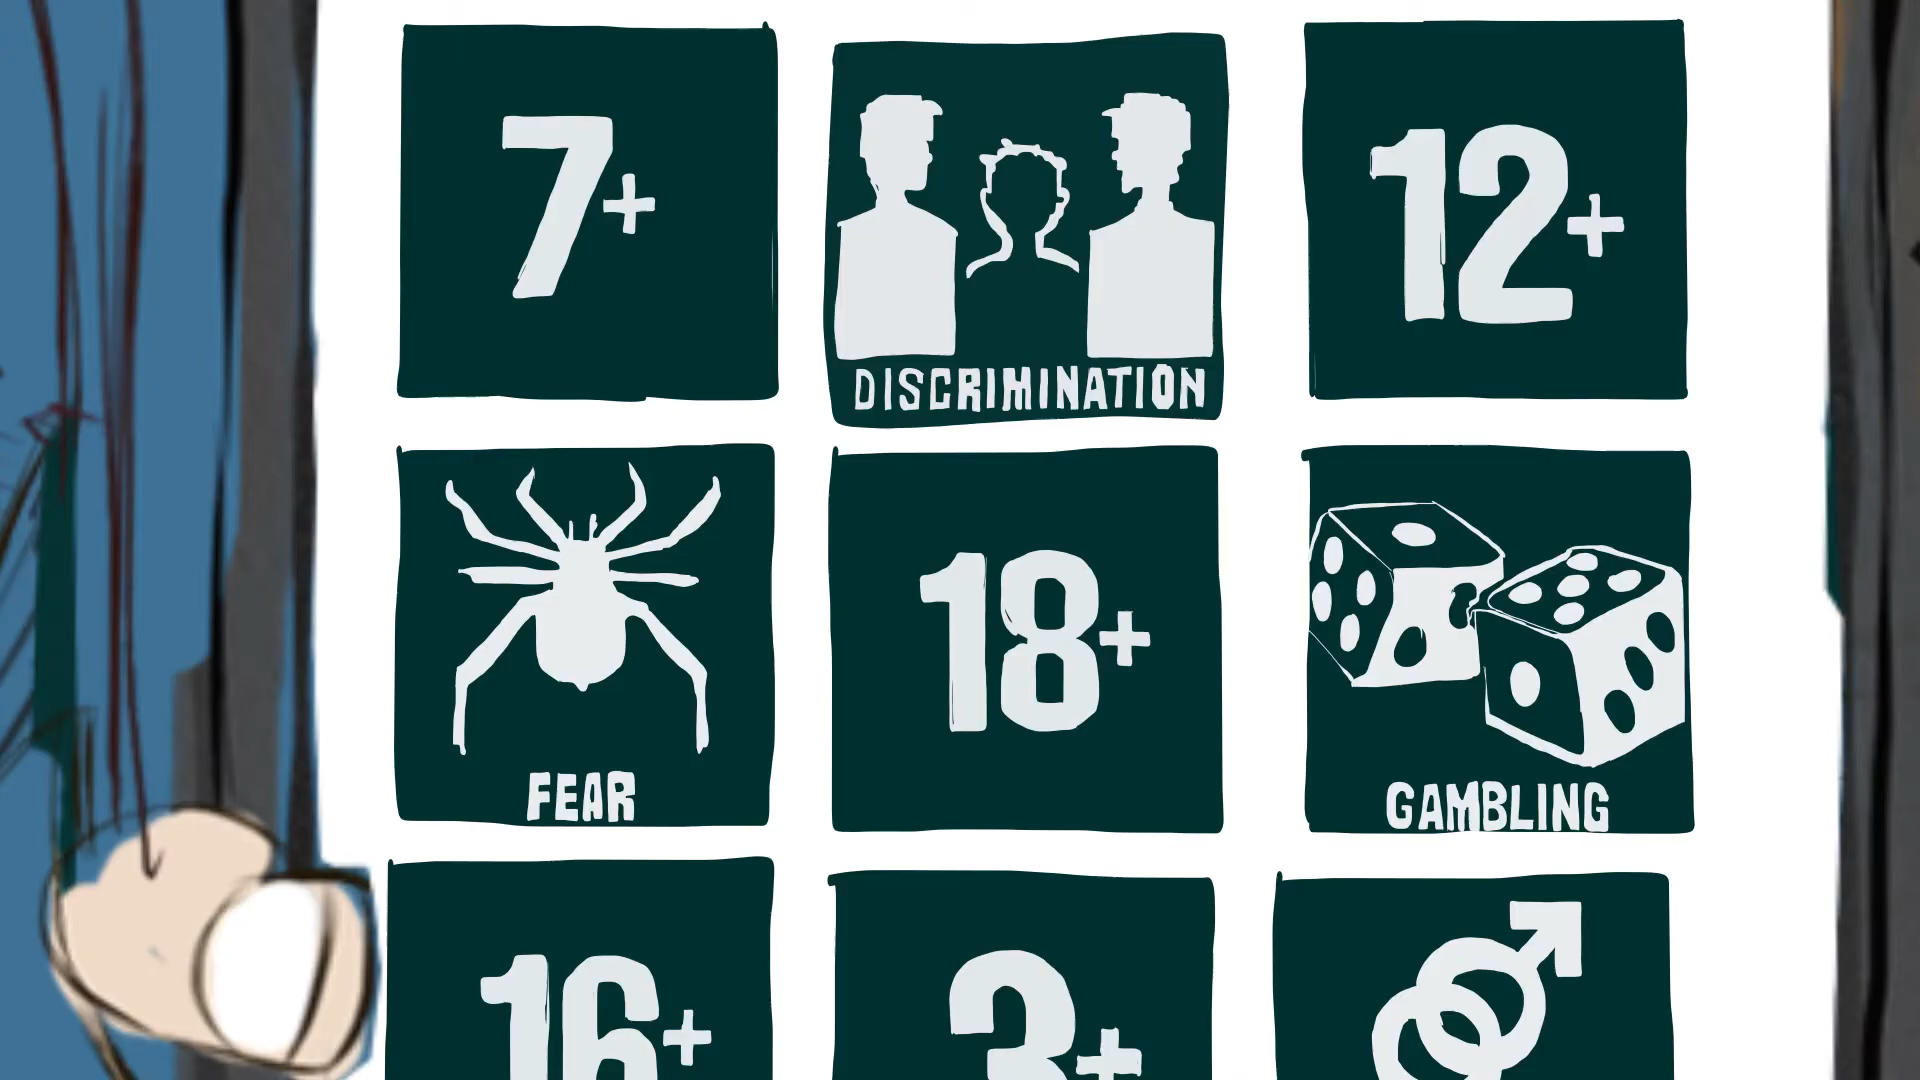 7+
DISCRIMINATION
12+
FEAR
18+
GAMBLING
16+
3+